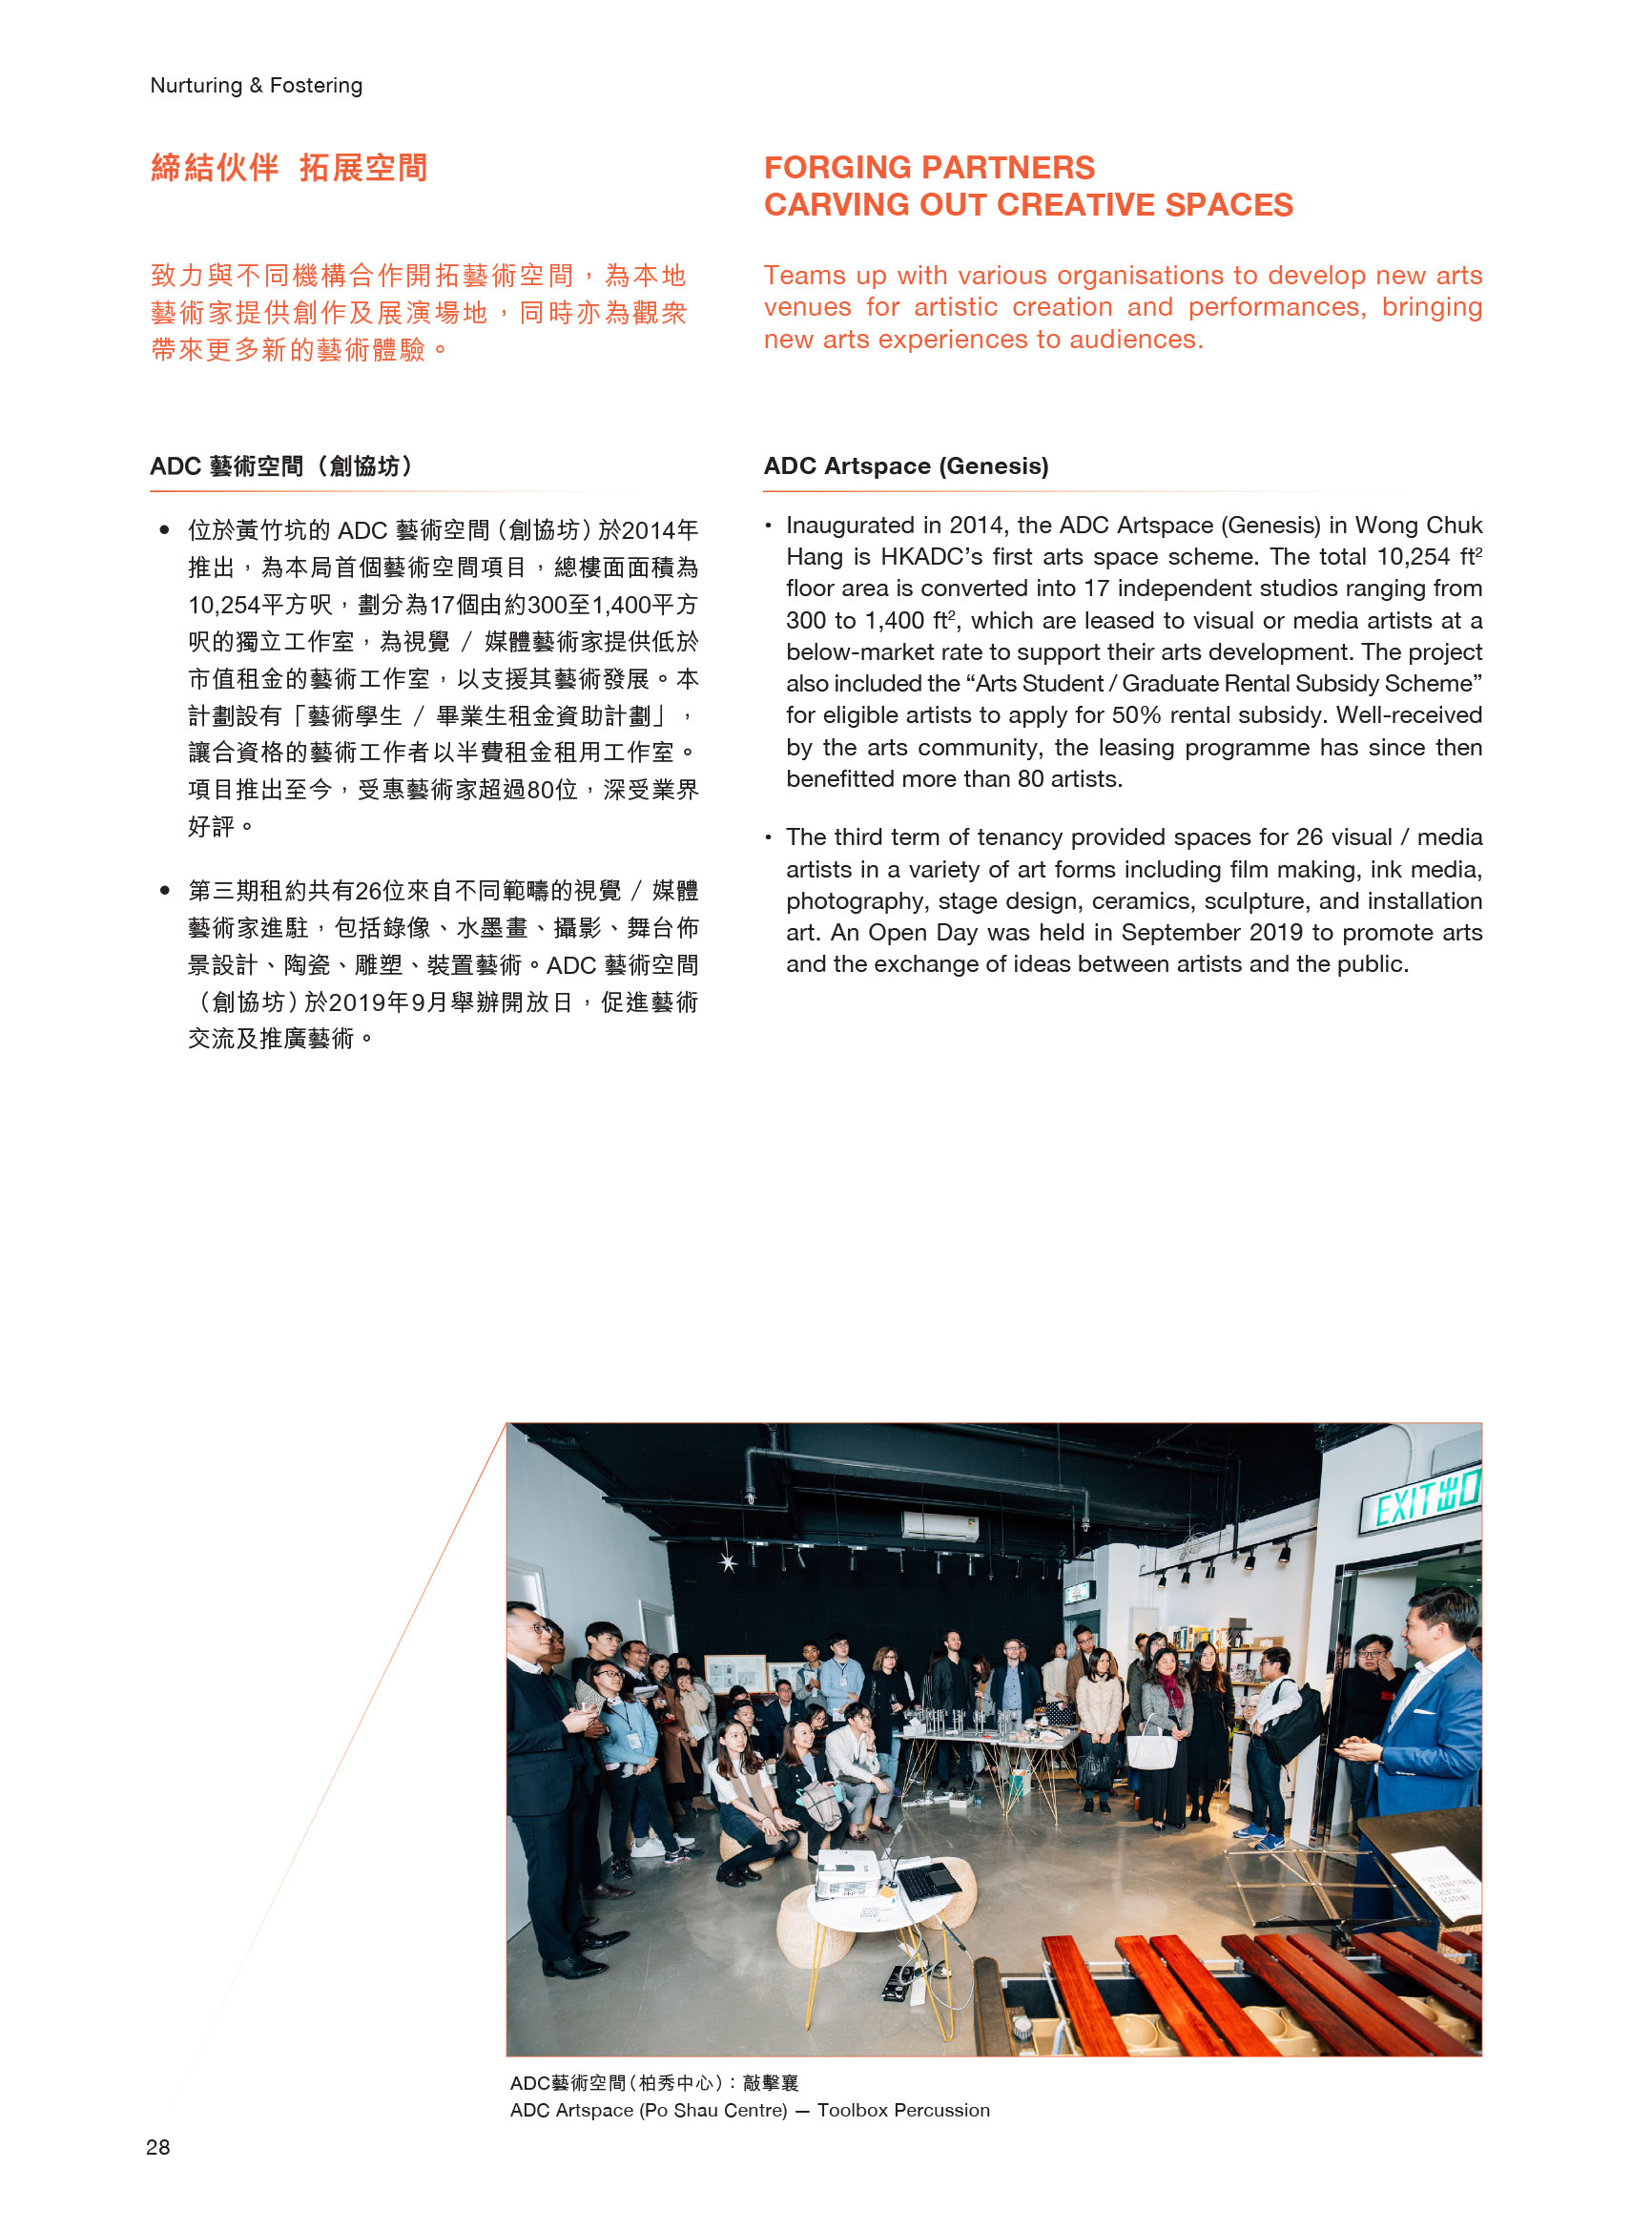 Nurturing & Fostering
締結伙伴 拓展空間
致力與不同機構合作開拓藝術空間，為本地
藝術家提供創作及展演場地，同時亦為觀眾
帶來更多新的藝術體驗。
ADC 藝術空間（創協坊）
● 位於黃竹坑的 ADC 藝術空間（創協坊）於2014年
推出，為本局首個藝術空間項目，總樓面面積為
10,254平方呎，劃分為17個由約300至1,400平方
呎的獨立工作室，為視覺 / 媒體藝術家提供低於
市值租金的藝術工作室，以支援其藝術發展。本
計劃設有「藝術學生 / 畢業生租金資助計劃」，
讓合資格的藝術工作者以半費租金租用工作室。
項目推出至今，受惠藝術家超過80位，深受業界
好評。
● 第三期租約共有26位來自不同範疇的視覺 / 媒體
藝術家進駐，包括錄像、水墨畫、攝影、舞台佈
景設計、陶瓷、雕塑、裝置藝術。ADC 藝術空間
（創協坊）於2019年9月舉辦開放日，促進藝術
交流及推廣藝術。
FORGING PARTNERS
CARVING OUT CREATIVE SPACES
Teams up with various organisations to develop new arts
venues for artistic creation and performances, bringing
new arts experiences to audiences.
ADC Artspace (Genesis)
• Inaugurated in 2014, the ADC Artspace (Genesis) in Wong Chuk
Hang is HKADC’s first arts space scheme. The total 10,254 ft²
floor area is converted into 17 independent studios ranging from
300 to 1,400 ft², which are leased to visual or media artists at a
below-market rate to support their arts development. The project
also included the “Arts Student / Graduate Rental Subsidy Scheme”
for eligible artists to apply for 50% rental subsidy. Well-received
by the arts community, the leasing programme has since then
benefitted more than 80 artists.
• The third term of tenancy provided spaces for 26 visual / media
artists in a variety of art forms including film making, ink media,
photography, stage design, ceramics, sculpture, and installation
art. An Open Day was held in September 2019 to promote arts
and the exchange of ideas between artists and the public.
EXIT出口
ADC藝術空間（柏秀中心）：敲擊襄
ADC Artspace (Po Shau Centre) — Toolbox Percussion
28